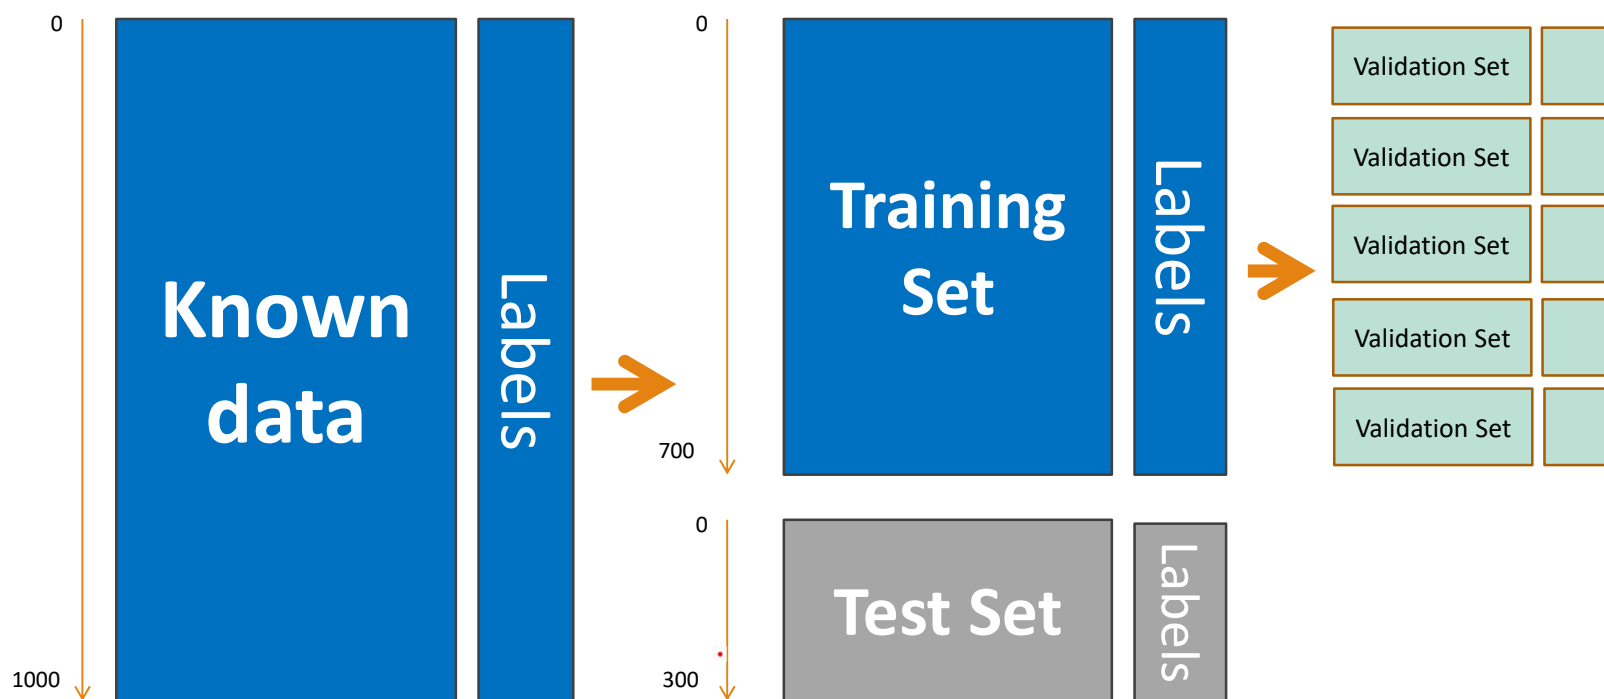 0
Known
data
1000
Labels
0
Training
Set
700
Labels
0
Test Set
300
Labels
Validation Set
Validation Set
Validation Set
Validation Set
Validation Set